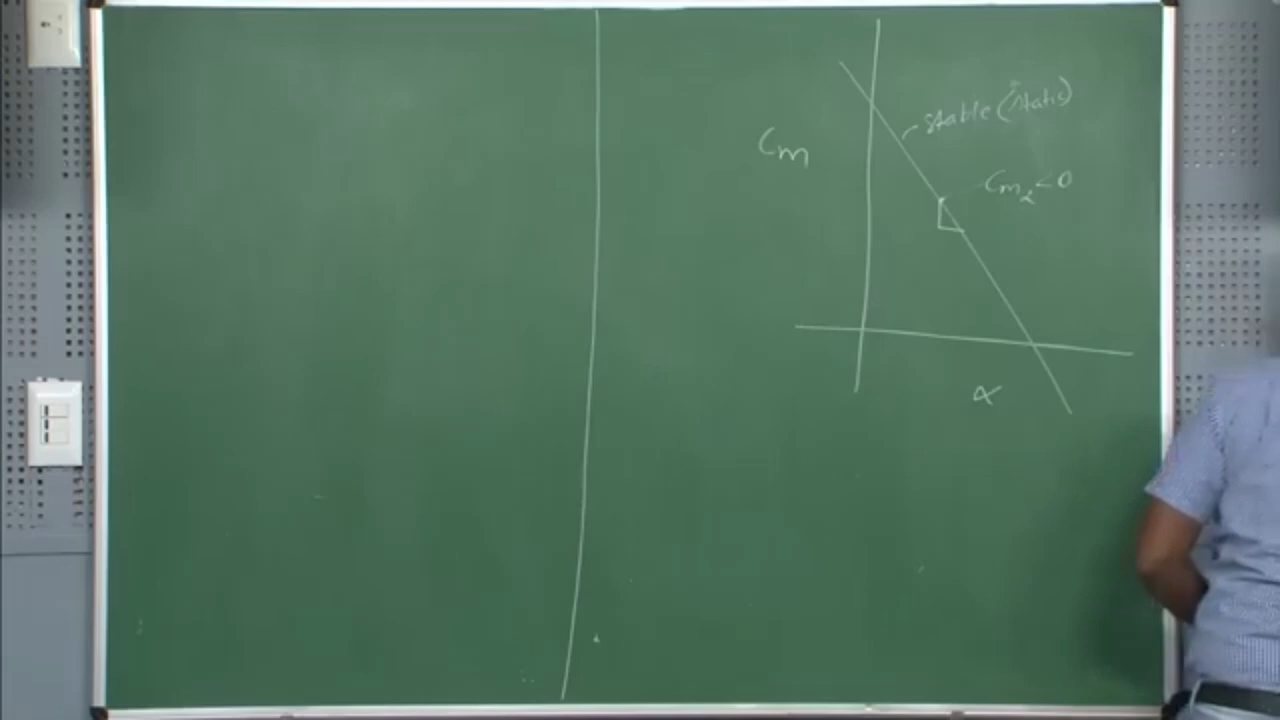 stable (static)
Cm
Cmα < 0
α